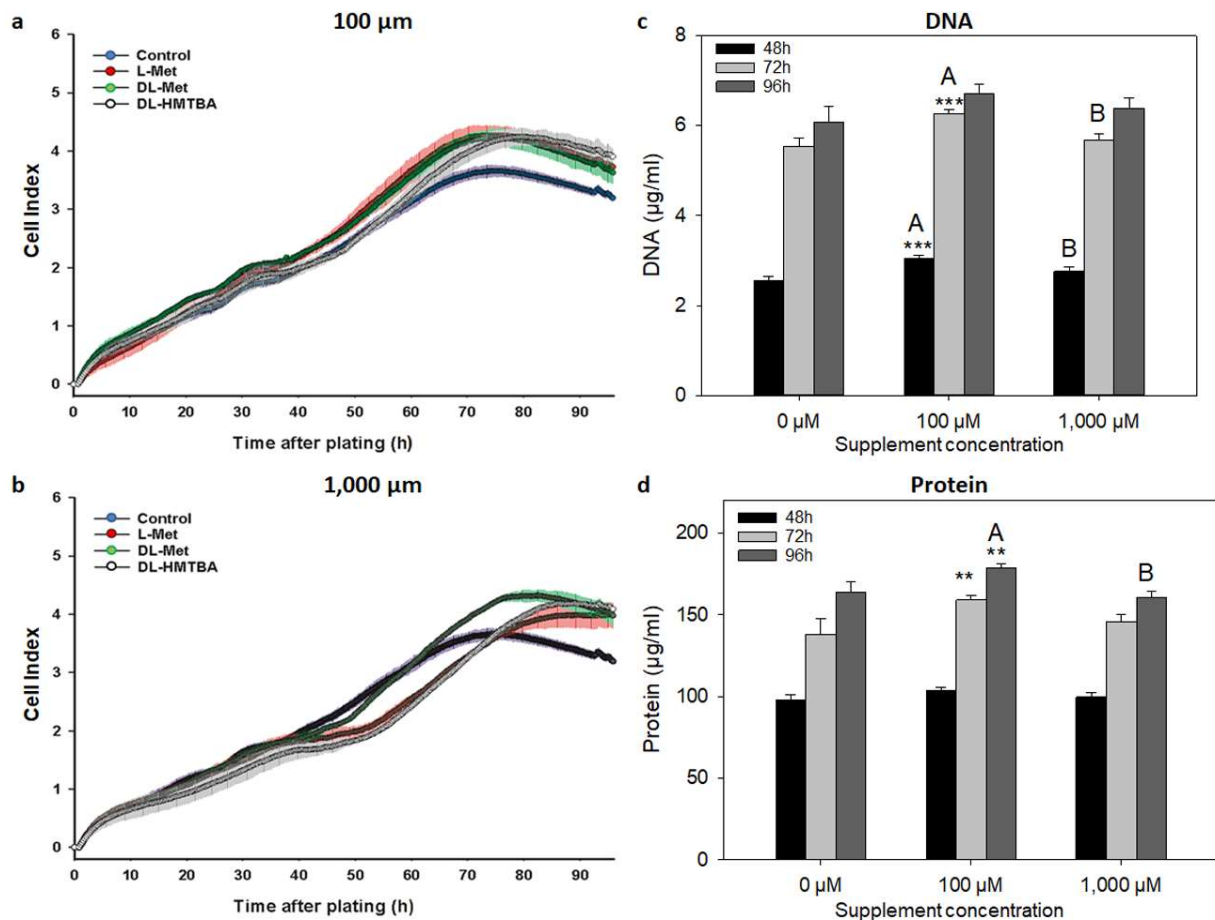 a
100 µm
Control
L-Met
DL-Met
DL-HMTBA
Cell Index
6
5
4
3
2
1
0
0 10 20 30 40 50 60 70 80 90
Time after plating (h)
b
1,000 µm
Control
L-Met
DL-Met
DL-HMTBA
Cell Index
6
5
4
3
2
1
0
0 10 20 30 40 50 60 70 80 90
Time after plating (h)
c
DNA
48h
72h
96h
DNA (µg/ml)
8
6
4
2
0
A
***
A
***
B
B
0 µM 100 µM 1,000 µM
Supplement concentration
d
Protein
48h
72h
96h
Protein (µg/ml)
200
150
100
50
0
**
A
**
B
0 µM 100 µM 1,000 µM
Supplement concentration